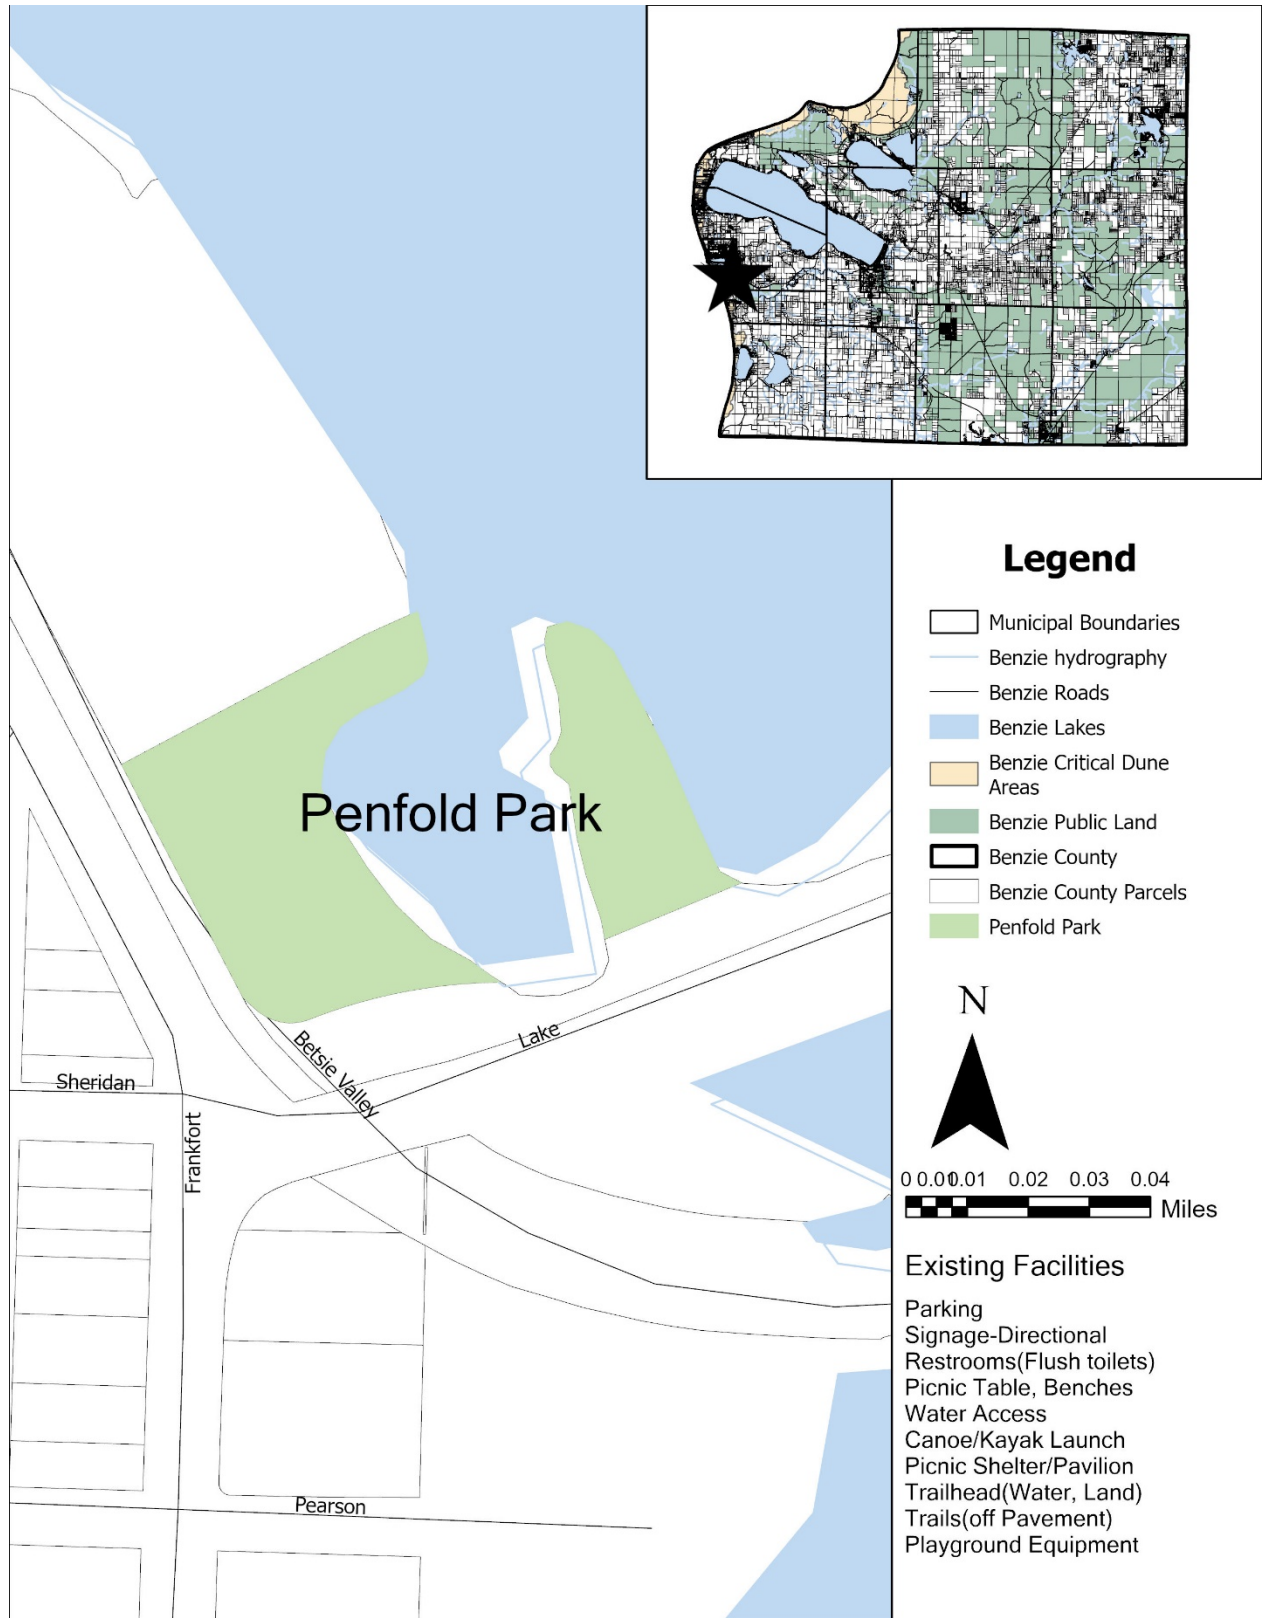 Legend
Municipal Boundaries
Benzie hydrography
Benzie Roads
Benzie Lakes
Benzie Critical Dune
Areas
Benzie Public Land
Benzie County
Benzie County Parcels
Penfold Park
Penfold Park
N
0 0.01 0.01 0.02 0.03 0.04
Miles
Lake
Betsie Valley
Sheridan
Frankfort
Pearson
Existing Facilities
Parking
Signage-Directional
Restrooms(Flush toilets)
Picnic Table, Benches
Water Access
Canoe/Kayak Launch
Picnic Shelter/Pavilion
Trailhead(Water, Land)
Trails(off Pavement)
Playground Equipment